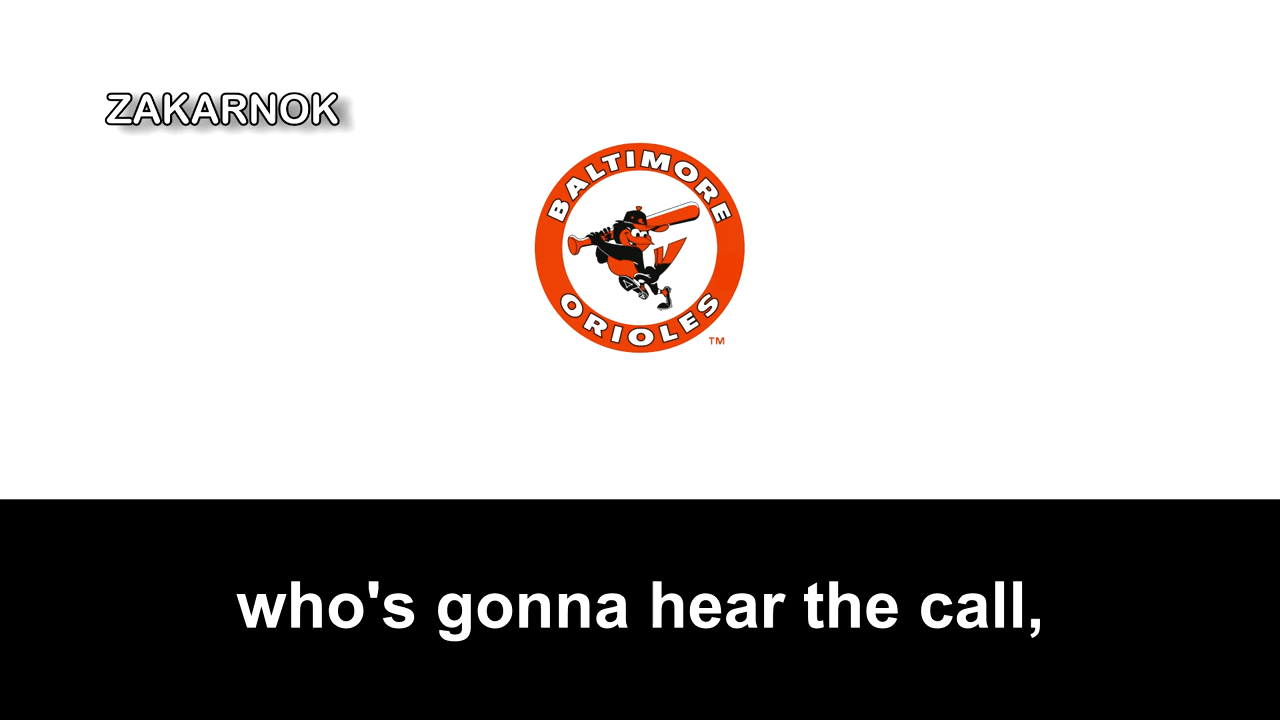 ZAKARNOK
BALTIMORE
ORIOLES
TM
who's gonna hear the call,